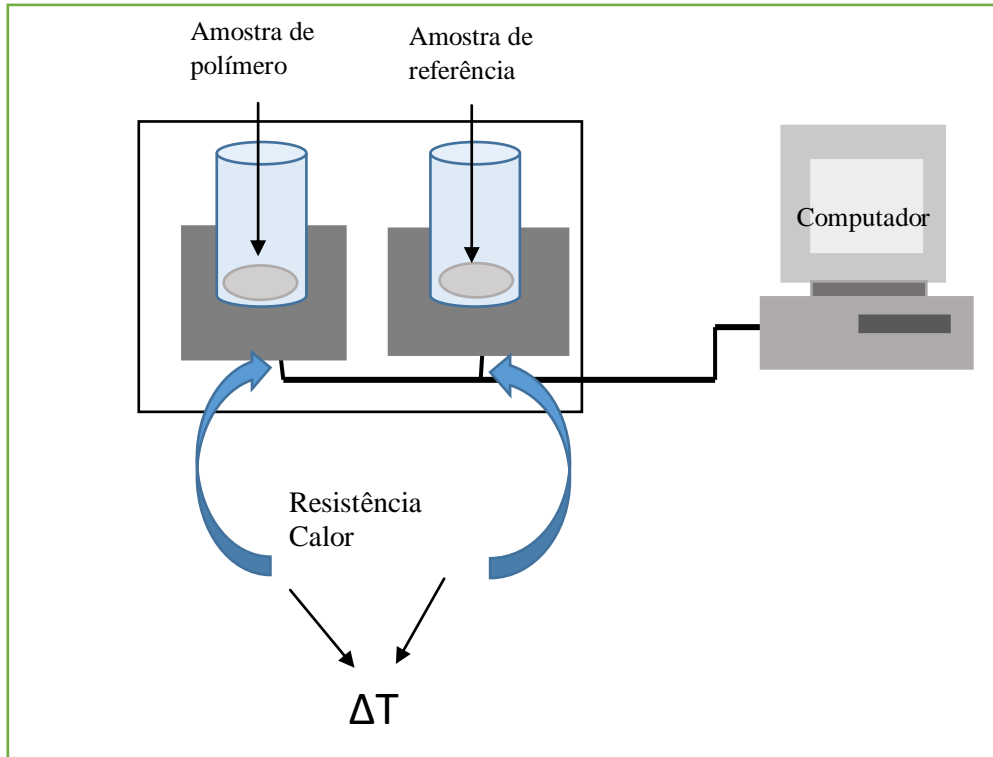 Amostra de
polímero
Amostra de
referência
Computador
Resistência
Calor
ΔT